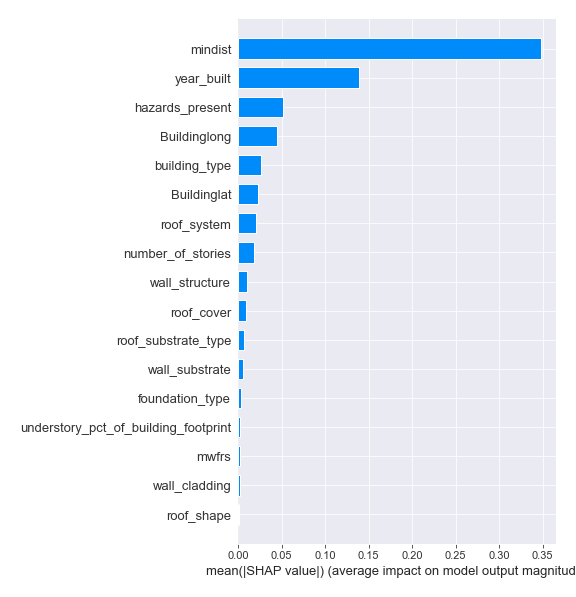 mindist
year_built
hazards_present
Buildinglong
building_type
Buildinglat
roof_system
number_of_stories
wall_structure
roof_cover
roof_substrate_type
wall_substrate
foundation_type
understory_pct_of_building_footprint
mwfrs
wall_cladding
roof_shape
0.00 0.05 0.10 0.15 0.20 0.25 0.30 0.35
mean(|SHAP value|) (average impact on model output magnitud